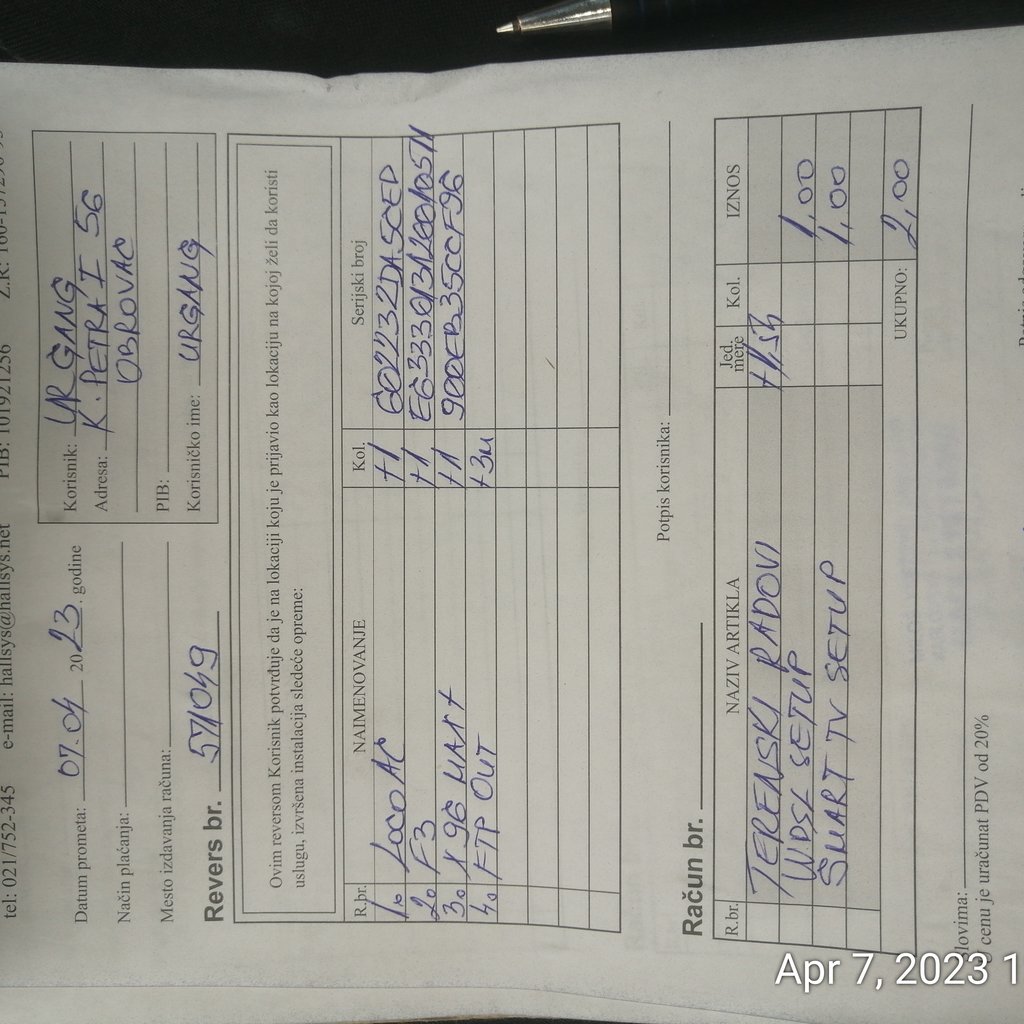 tel: 021/752-345 e-mail: hallsys@hallsys.net PIB: 101921256
Datum prometa: 07.04 2023. godine
Način plaćanja:
Mesto izdavanja računa:
Revers br. 571049
Korisnik: URGANG
Adresa: K. PETRA I 56
OBROVAC
PIB:
Korisničko ime: URGANG
Ovim reversom Korisnik potvrđuje da je na lokaciji koju je prijavio kao lokaciju na kojoj želi da koristi
uslugu, izvršena instalacija sledeće opreme:
R.br. NAIMENOVANJE Kol. Serijski broj
1. LOCO AC +1 602232DA5CED
2. F3 +1
3. X96 +1 900EB35CCF96
4. FTP OUT +3m
Potpis korisnika:
Račun br.
R.br. NAZIV ARTIKLA Jed. mere Kol. IZNOS
TERENSKI RADOVI
WDSL SETUP 1,00
SMART TV SETUP 1,00
UKUPNO: 2,00
U cenu je uračunat PDV od 20%
Apr 7, 2023 1